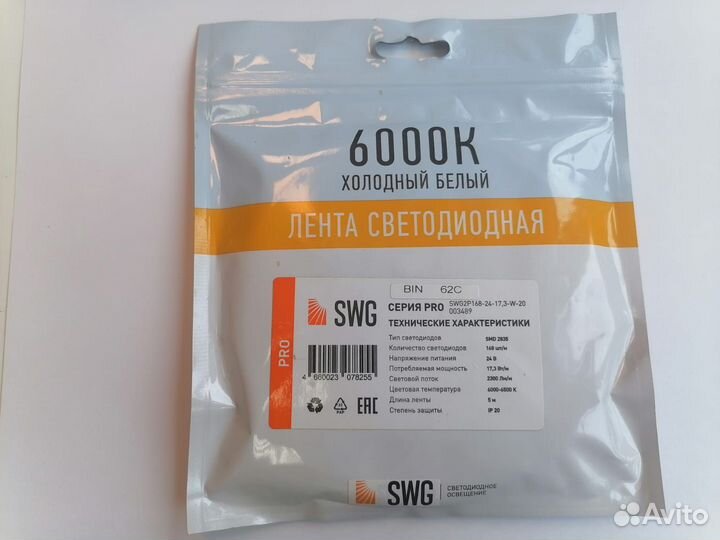 6000К
ХОЛОДНЫЙ БЕЛЫЙ
ЛЕНТА СВЕТОДИОДНАЯ
PRO
SWG
BIN 62C
СЕРИЯ PRO SWG2P168-24-17,3-W-20
003489
ТЕХНИЧЕСКИЕ ХАРАКТЕРИСТИКИ
Тип светодиодов SMD 2835
Количество светодиодов 168 шт/м
Напряжение питания 24 В
Потребляемая мощность 17,3 Вт/м
Световой поток 2300 Лм/м
Цветовая температура 6000-6500 К
Длина ленты 5 м
Степень защиты IP 20
4 660023 078255
PAP
EAC
SWG
СВЕТОДИОДНОЕ
ОСВЕЩЕНИЕ
Avito